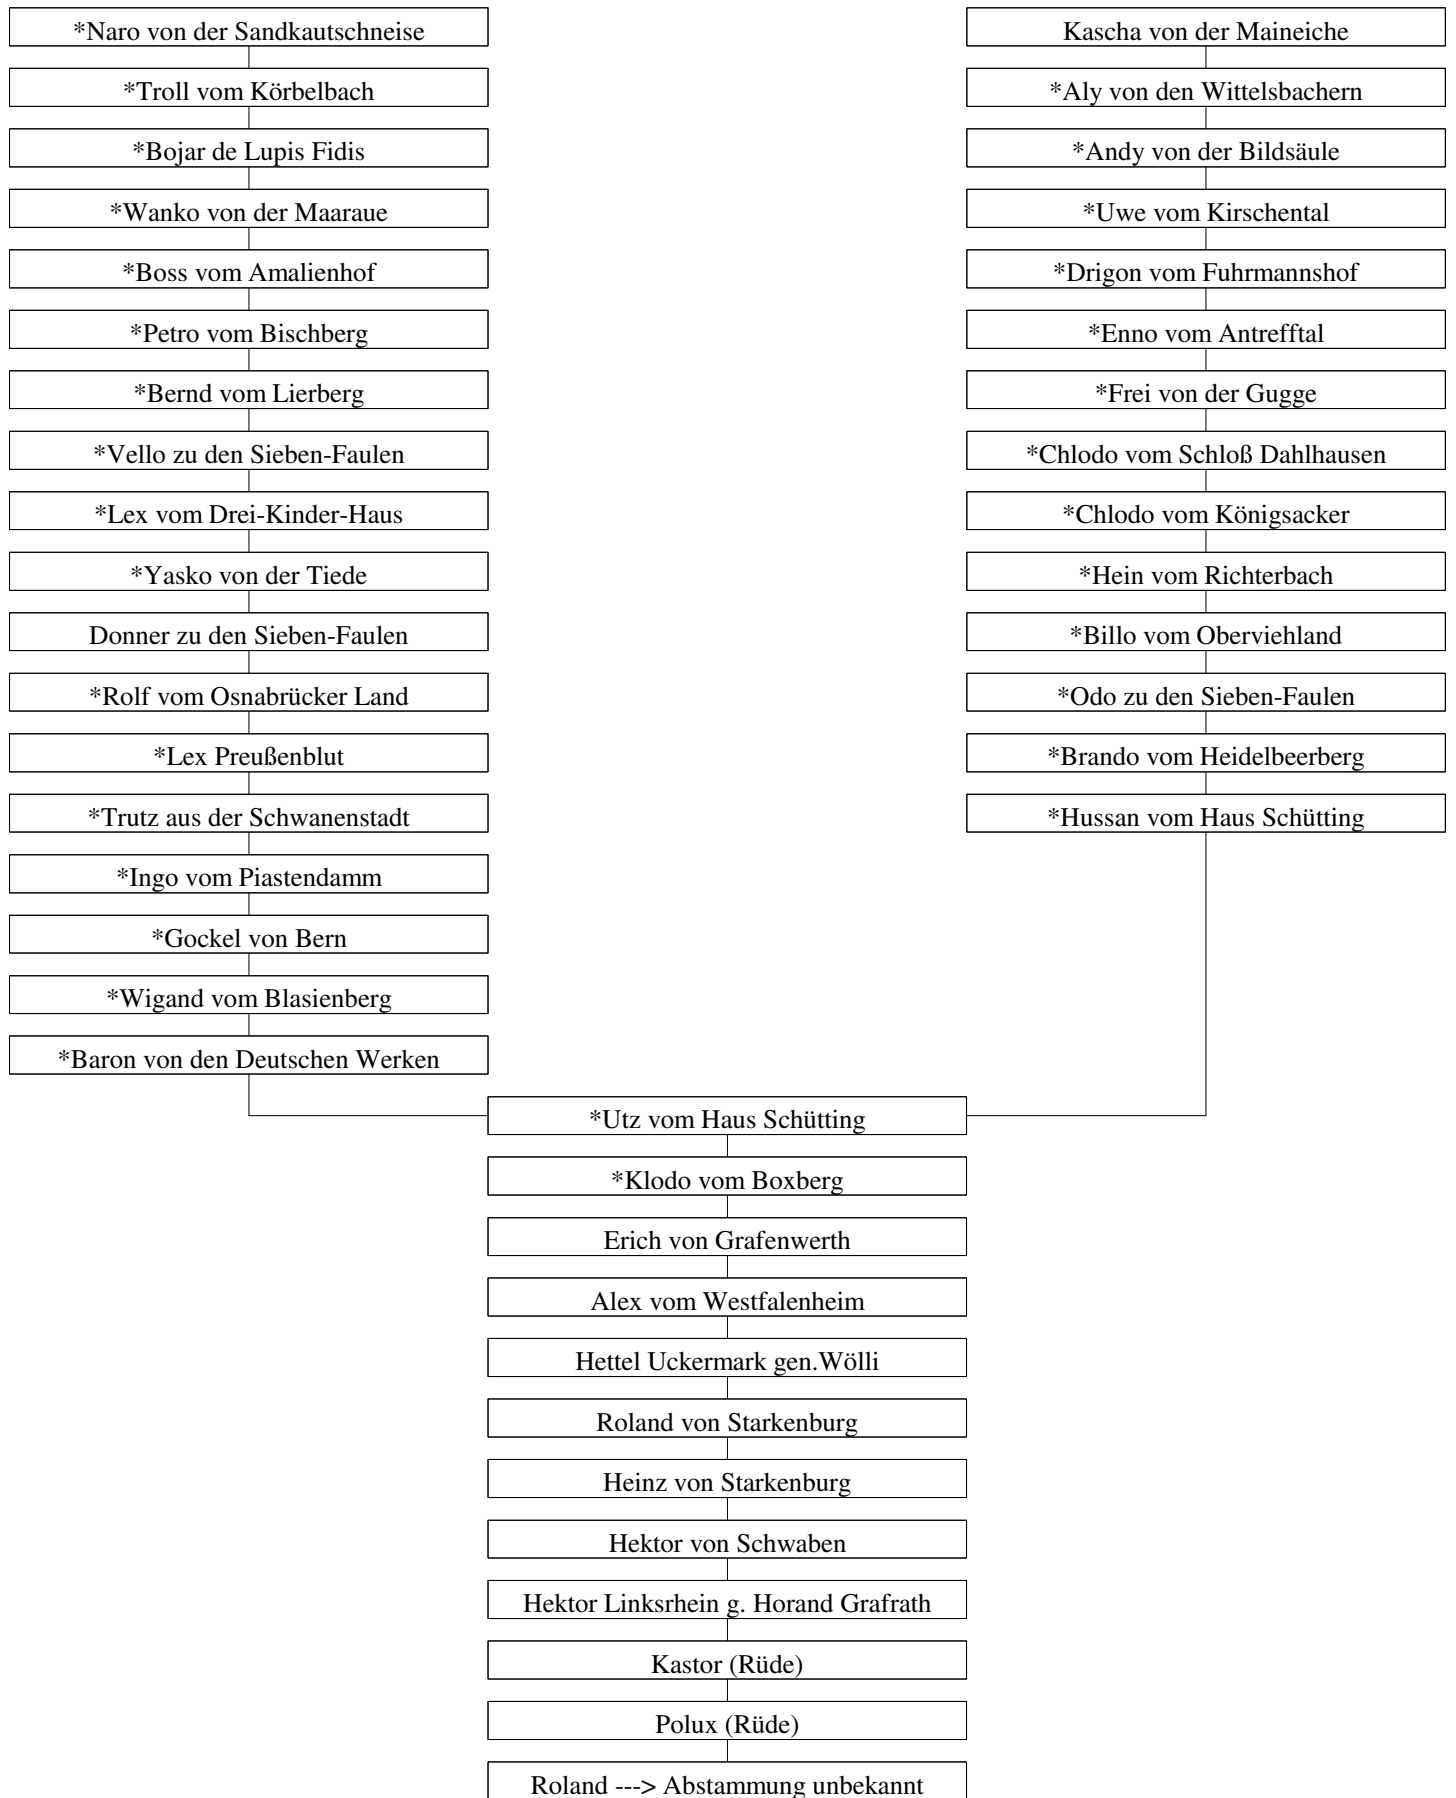 *Naro von der Sandkautschneise
*Troll vom Körbelbach
*Bojar de Lupis Fidis
*Wanko von der Maaraue
*Boss vom Amalienhof
*Petro vom Bischberg
*Bernd vom Lierberg
*Vello zu den Sieben-Faulen
*Lex vom Drei-Kinder-Haus
*Yasko von der Tiede
Donner zu den Sieben-Faulen
*Rolf vom Osnabrücker Land
*Lex Preußenblut
*Trutz aus der Schwanenstadt
*Ingo vom Piastendamm
*Gockel von Bern
*Wigand vom Blasienberg
*Baron von den Deutschen Werken
Kascha von der Maineiche
*Aly von den Wittelsbachern
*Andy von der Bildsäule
*Uwe vom Kirschental
*Drigon vom Fuhrmannshof
*Enno vom Antrefftal
*Frei von der Gugge
*Chlodo vom Schloß Dahlhausen
*Chlodo vom Königsacker
*Hein vom Richterbach
*Billo vom Oberviehland
*Odo zu den Sieben-Faulen
*Brando vom Heidelbeerberg
*Hussan vom Haus Schütting
*Utz vom Haus Schütting
*Klodo vom Boxberg
Erich von Grafenwerth
Alex vom Westfalenheim
Hettel Uckermark gen.Wölli
Roland von Starkenburg
Heinz von Starkenburg
Hektor von Schwaben
Hektor Linksrhein g. Horand Grafrath
Kastor (Rüde)
Polux (Rüde)
Roland ---> Abstammung unbekannt